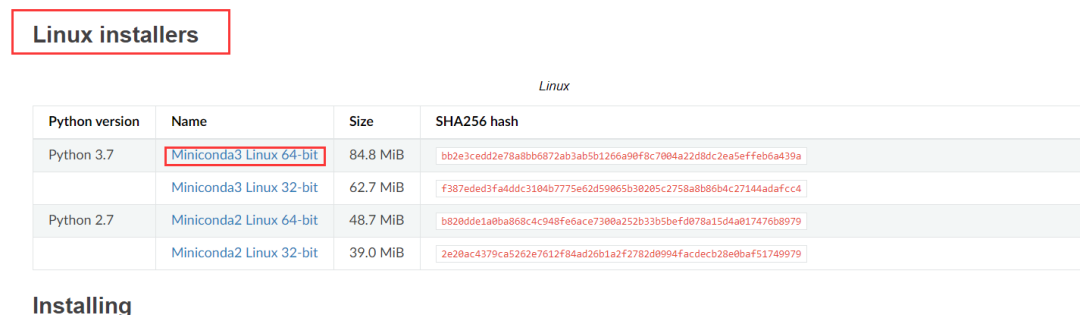 Linux installers
Linux
Python version Name Size SHA256 hash
Python 3.7 Miniconda3 Linux 64-bit 84.8 MiB bb2e3cedd2e78a8bb6872ab3ab5b1266a90f8c7004a22d8dc2ea5effeb6a439a
Miniconda3 Linux 32-bit 62.7 MiB f387eded3fa4ddc3104b7775e62d59065b30205c2758a8b86b4c27144adafcc4
Python 2.7 Miniconda2 Linux 64-bit 48.7 MiB b820dde1a0ba868c4c948fe6ace7300a252b33b5befd078a15d4a017476b8979
Miniconda2 Linux 32-bit 39.0 MiB 2e20ac4379ca5262e7612f84ad26b1a2f2782d0994facdecb28e0baf51749979
Installing